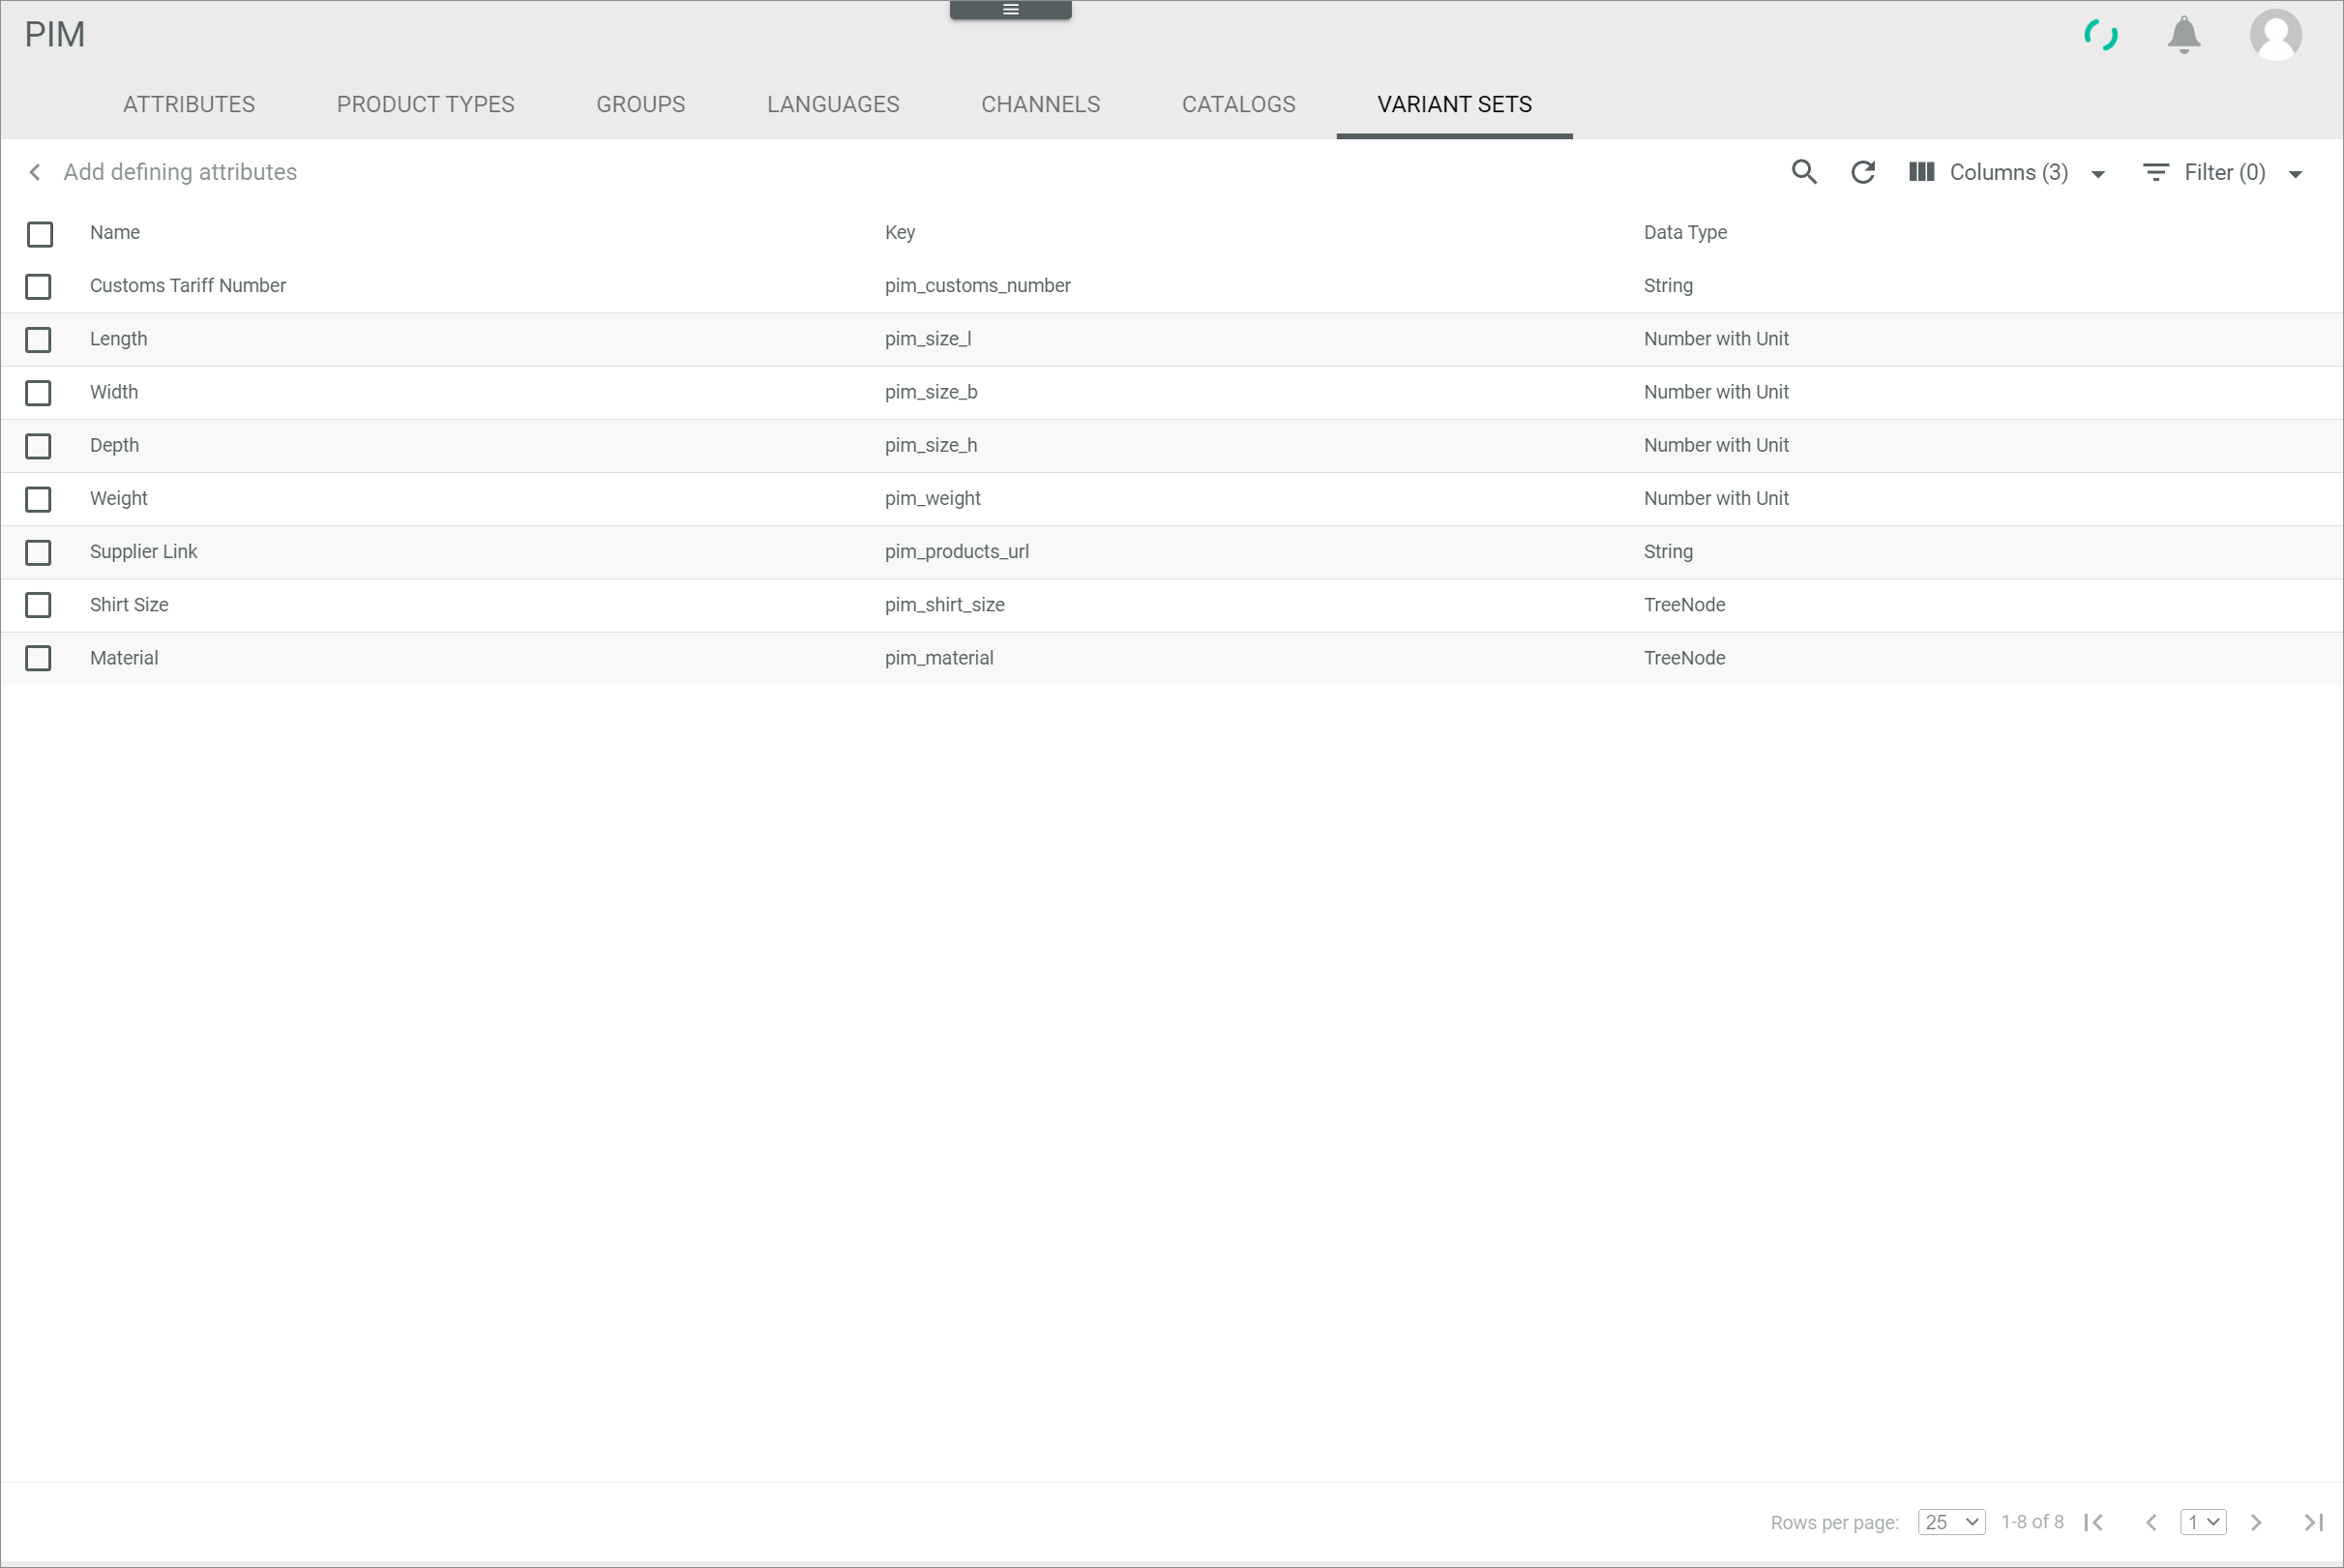 PIM
ATTRIBUTES PRODUCT TYPES GROUPS LANGUAGES CHANNELS CATALOGS VARIANT SETS
Add defining attributes Columns (3) Filter (0)
Name Key Data Type
Customs Tariff Number pim_customs_number String
Length pim_size_l Number with Unit
Width pim_size_b Number with Unit
Depth pim_size_h Number with Unit
Weight pim_weight Number with Unit
Supplier Link pim_products_url String
Shirt Size pim_shirt_size TreeNode
Material pim_material TreeNode
Rows per page: 25 1-8 of 8 1